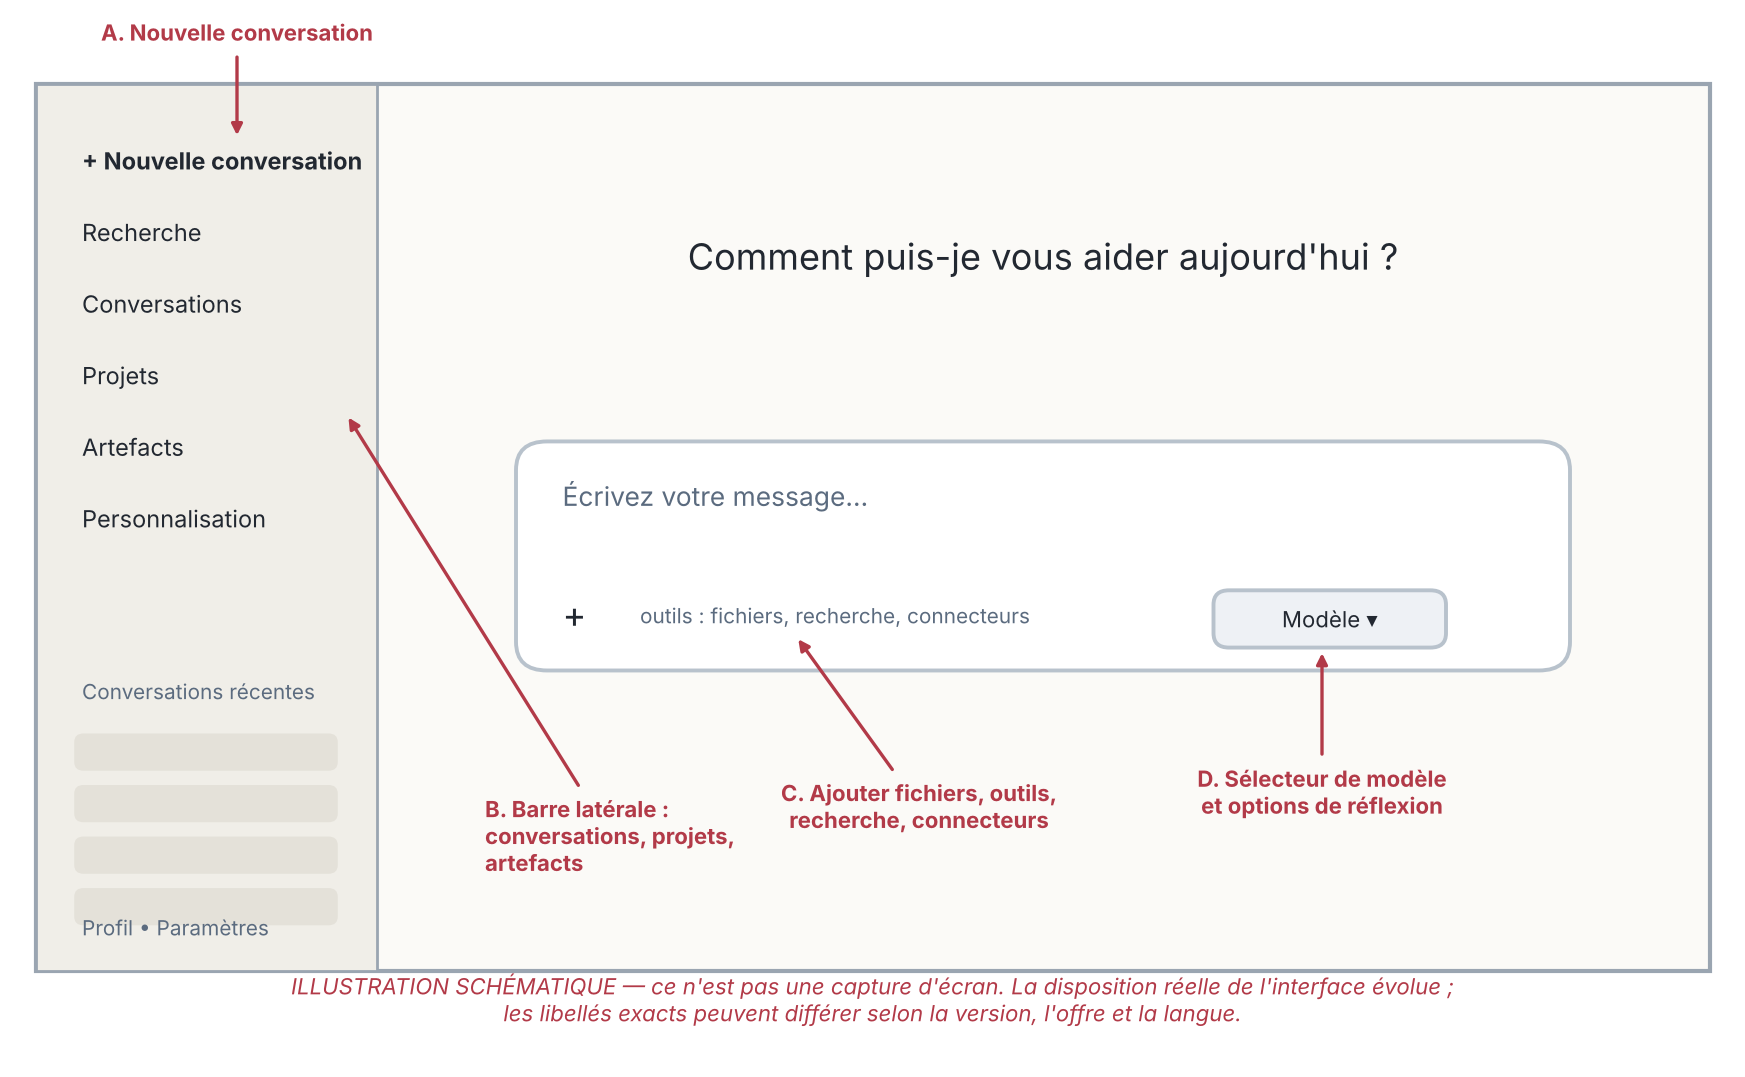 A. Nouvelle conversation
+ Nouvelle conversation
Recherche
Conversations
Projets
Artefacts
Personnalisation
Conversations récentes
Profil • Paramètres
Comment puis-je vous aider aujourd'hui ?
Écrivez votre message...
+
outils : fichiers, recherche, connecteurs
Modèle ▾
B. Barre latérale :
conversations, projets,
artefacts
C. Ajouter fichiers, outils,
recherche, connecteurs
D. Sélecteur de modèle
et options de réflexion
ILLUSTRATION SCHÉMATIQUE — ce n'est pas une capture d'écran. La disposition réelle de l'interface évolue ;
les libellés exacts peuvent différer selon la version, l'offre et la langue.